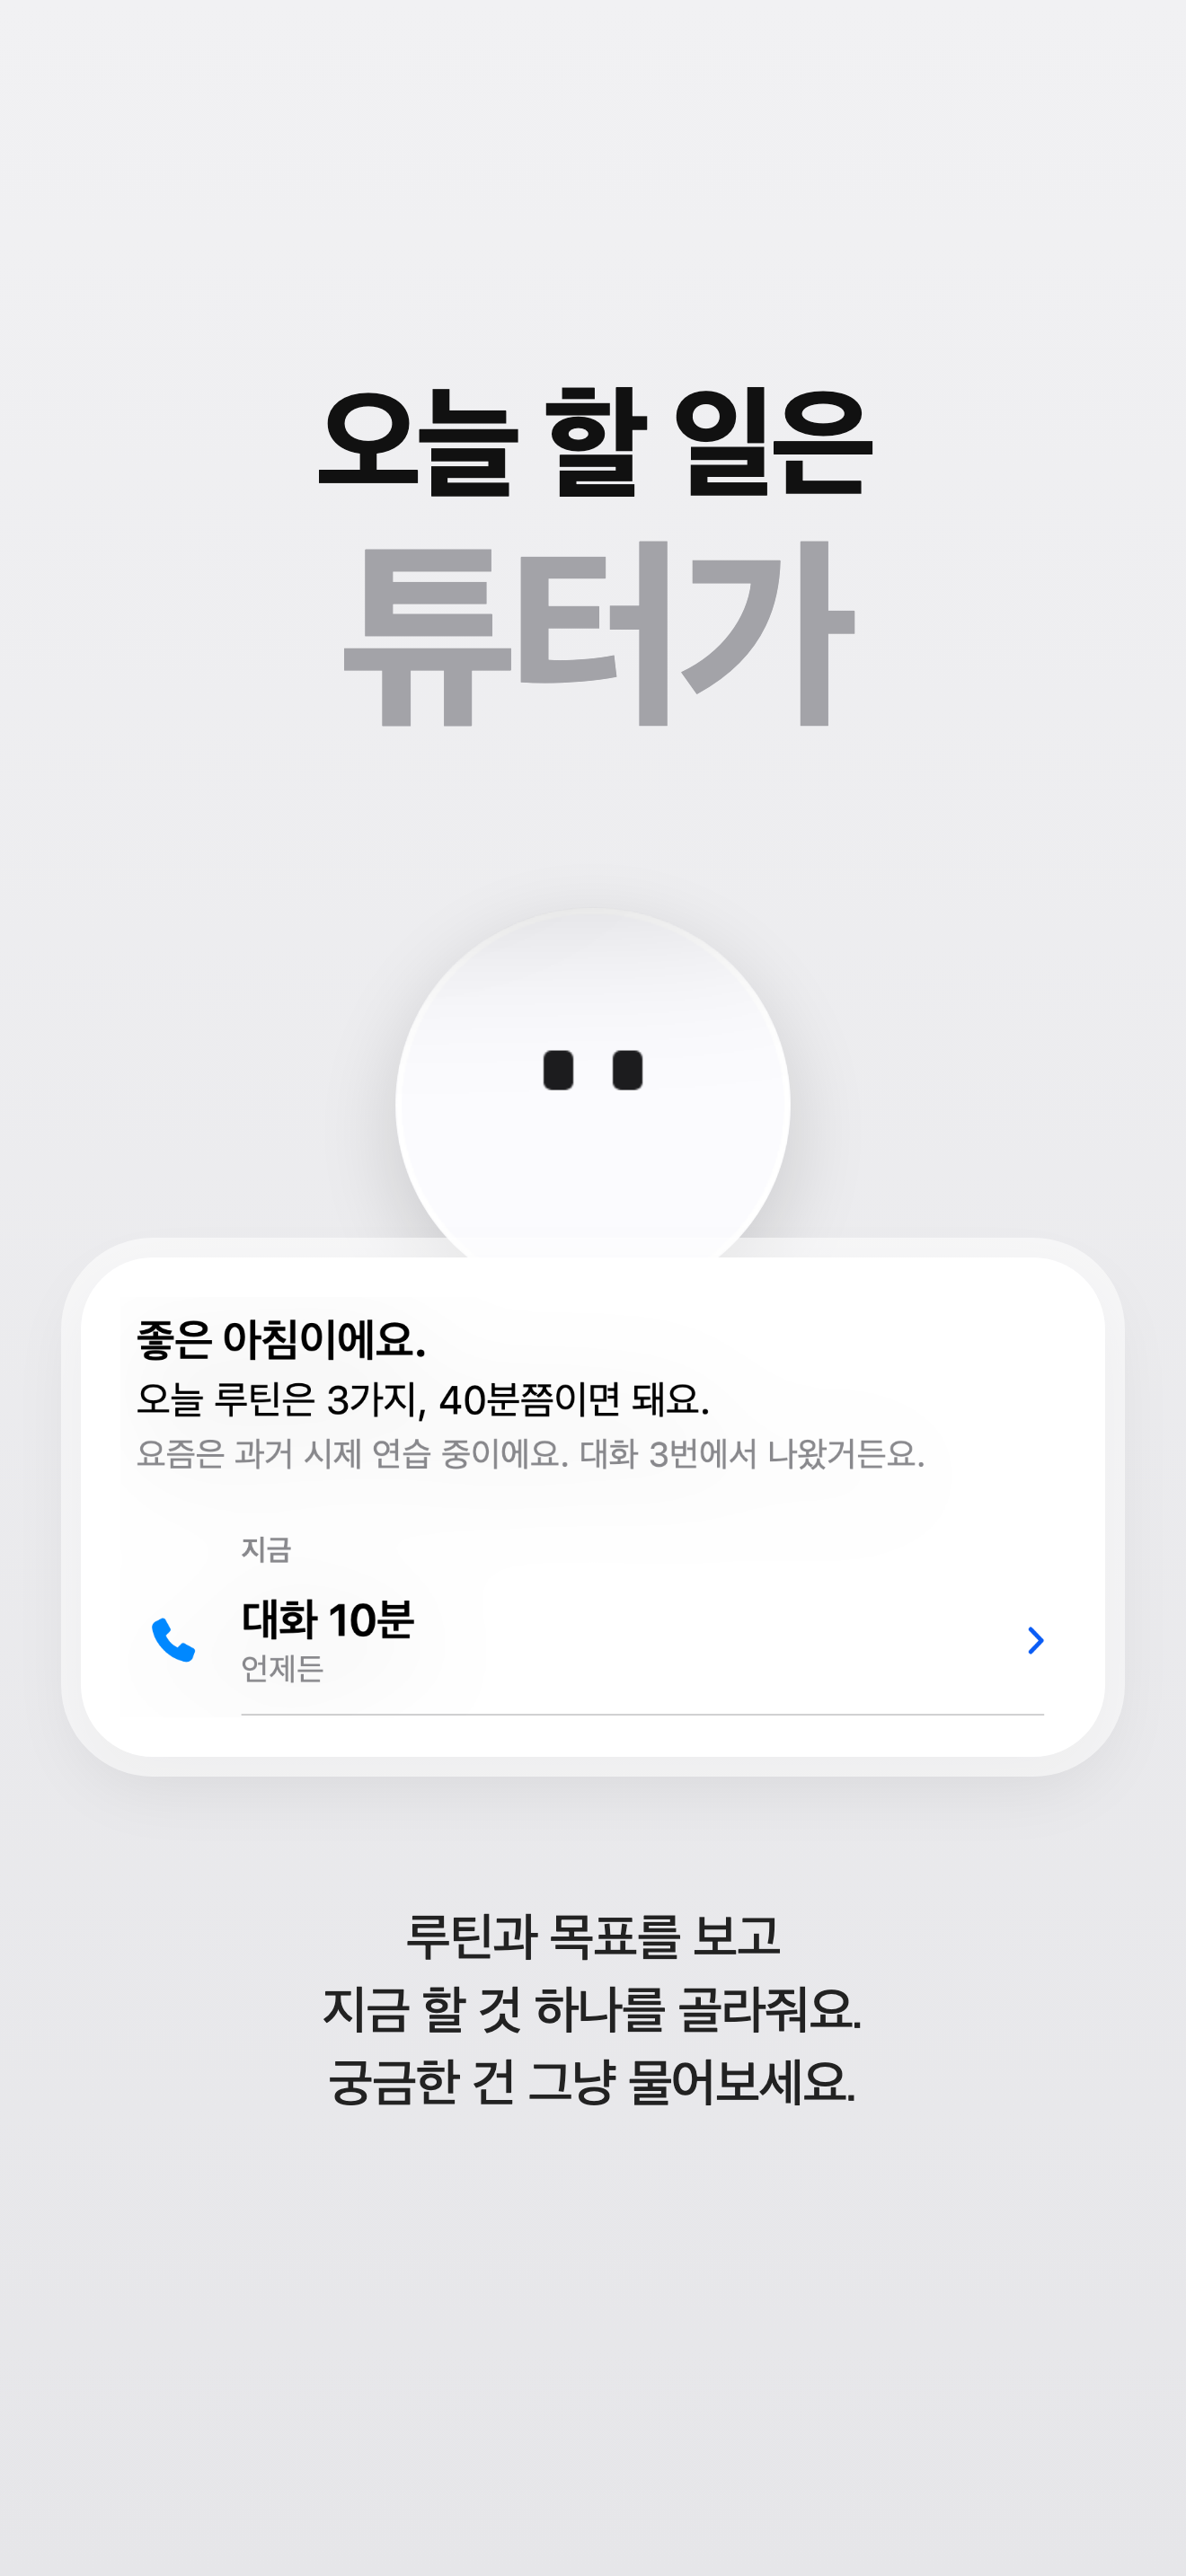 오늘 할 일은
튜터가
좋은 아침이에요.
오늘 루틴은 3가지, 40분쯤이면 돼요.
요즘은 과거 시제 연습 중이에요. 대화 3번에서 나왔거든요.
지금
대화 10분
언제든
루틴과 목표를 보고
지금 할 것 하나를 골라줘요.
궁금한 건 그냥 물어보세요.